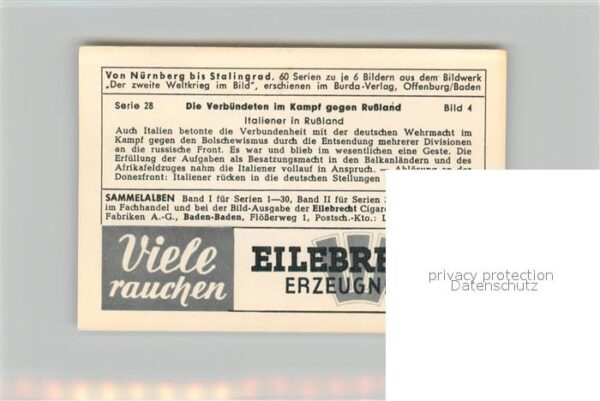 Von Nürnberg bis Stalingrad. 60 Serien zu je 6 Bildern aus dem Bildwerk
„Der zweite Weltkrieg im Bild”, erschienen im Burda-Verlag, Offenburg/Baden
Serie 28 Die Verbündeten im Kampf gegen Rußland Bild 4
Italiener in Rußland
Auch Italien betonte die Verbundenheit mit der deutschen Wehrmacht im
Kampf gegen den Bolschewismus durch die Entsendung mehrerer Divisionen
an die russische Front. Es war und blieb im wesentlichen eine Geste. Die
Erfüllung der Aufgaben als Besatzungsmacht in den Balkanländern und des
Afrikafeldzuges nahm die Italiener vollauf in Anspruch. — Ablösung an der
Donezfront: Italiener rücken in die deutschen Stellungen
SAMMELALBEN Band I für Serien 1—30, Band II für Serien
im Fachhandel und bei der Bild-Ausgabe der Eilebrecht Cigar
Fabriken A.-G., Baden-Baden, Flößerweg 1, Postsch.-Kto.:
Viele rauchen
EILEBRE
ERZEUGN
privacy protection
Datenschutz